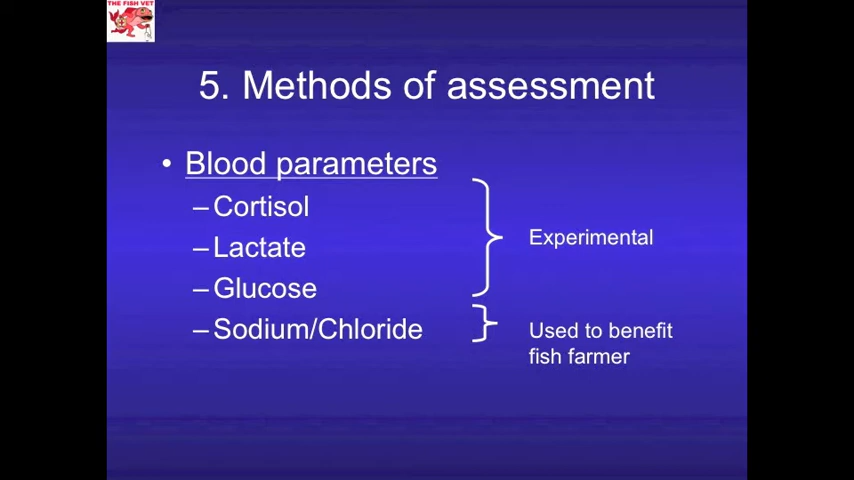 THE FISH VET
5. Methods of assessment
• Blood parameters
–Cortisol
–Lactate
–Glucose
–Sodium/Chloride
Experimental
Used to benefit
fish farmer